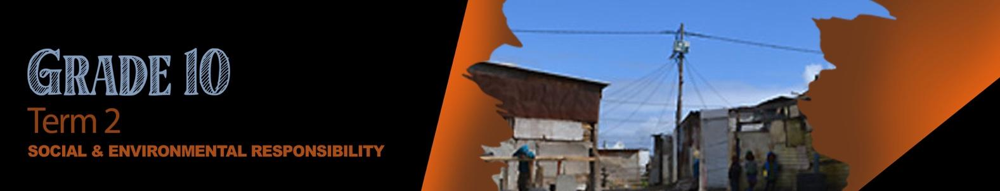 GRADE 10
Term 2
SOCIAL & ENVIRONMENTAL RESPONSIBILITY